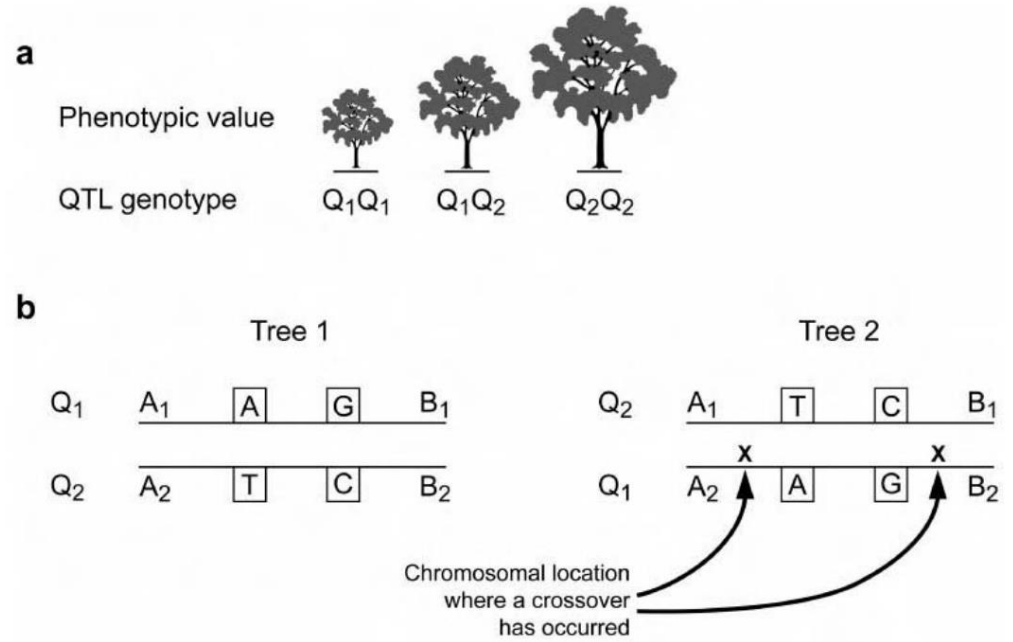 a
Phenotypic value
QTL genotype Q₁Q₁ Q₁Q₂ Q₂Q₂
b
Tree 1 Tree 2
Q₁ A₁ A G B₁ Q₂ A₁ T C B₁
x x
Q₂ A₂ T C B₂ Q₁ A₂ A G B₂
Chromosomal location
where a crossover
has occurred